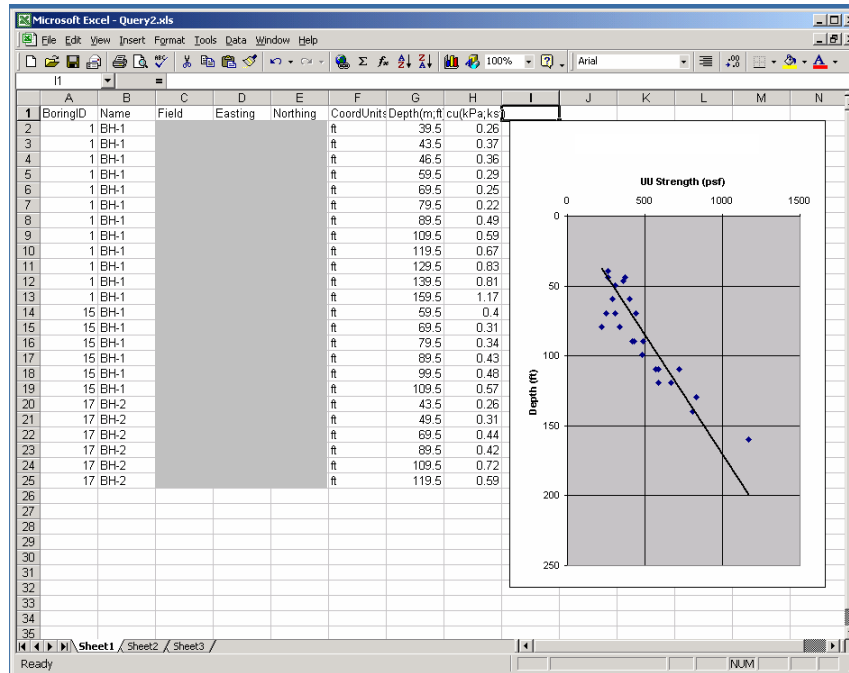 Microsoft Excel - Query2.xls
File Edit View Insert Format Tools Data Window Help
100% Arial
I1 =
A B C D E F G H I J K L M N
1 BoringID Name Field Easting Northing CoordUnits Depth(m;ft cu(kPa;ksf)
2 1 BH-1 ft 39.5 0.26
3 1 BH-1 ft 43.5 0.37
4 1 BH-1 ft 46.5 0.36
5 1 BH-1 ft 59.5 0.29
6 1 BH-1 ft 69.5 0.25
7 1 BH-1 ft 79.5 0.22
8 1 BH-1 ft 89.5 0.49
9 1 BH-1 ft 109.5 0.59
10 1 BH-1 ft 119.5 0.67
11 1 BH-1 ft 129.5 0.83
12 1 BH-1 ft 139.5 0.81
13 1 BH-1 ft 159.5 1.17
14 15 BH-1 ft 59.5 0.4
15 15 BH-1 ft 69.5 0.31
16 15 BH-1 ft 79.5 0.34
17 15 BH-1 ft 89.5 0.43
18 15 BH-1 ft 99.5 0.48
19 15 BH-1 ft 109.5 0.57
20 17 BH-2 ft 43.5 0.26
21 17 BH-2 ft 49.5 0.31
22 17 BH-2 ft 69.5 0.44
23 17 BH-2 ft 89.5 0.42
24 17 BH-2 ft 109.5 0.72
25 17 BH-2 ft 119.5 0.59
26
27
28
29
30
31
32
33
34
35
UU Strength (psf)
0 500 1000 1500
0
50
100
150
200
250
Depth (ft)
Sheet1 Sheet2 Sheet3
Ready NUM